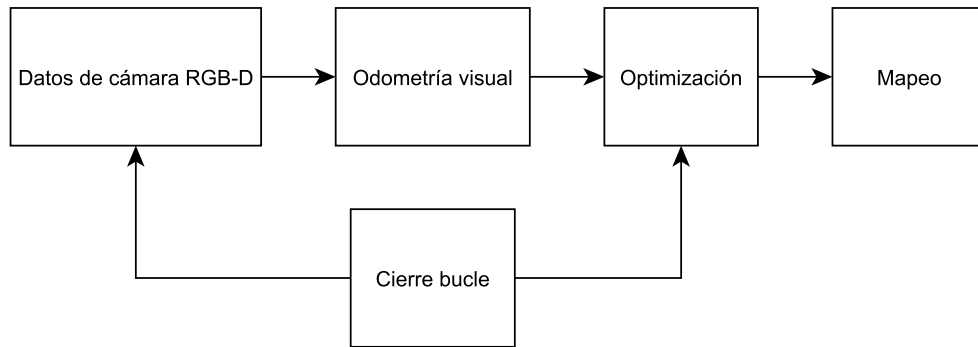 Datos de cámara RGB-D
Odometría visual
Optimización
Mapeo
Cierre bucle